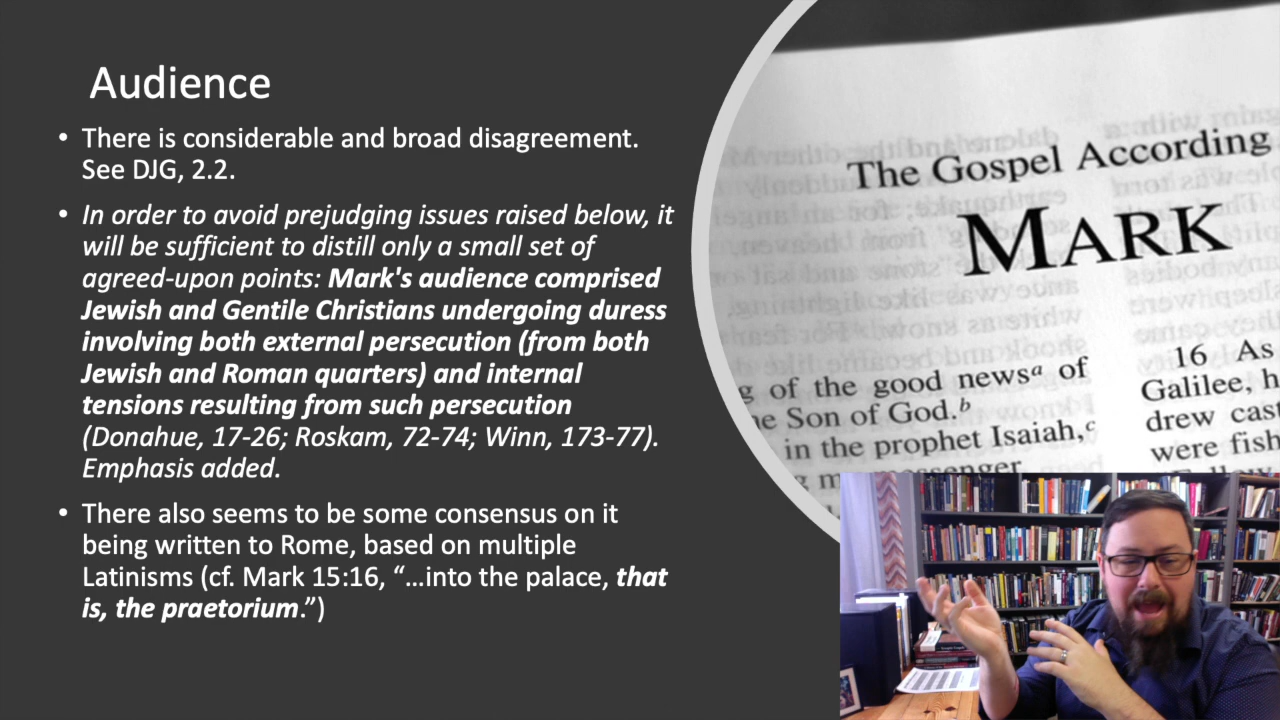 Audience
• There is considerable and broad disagreement.
See DJG, 2.2.
• In order to avoid prejudging issues raised below, it
will be sufficient to distill only a small set of
agreed-upon points: Mark's audience comprised
Jewish and Gentile Christians undergoing duress
involving both external persecution (from both
Jewish and Roman quarters) and internal
tensions resulting from such persecution
(Donahue, 17-26; Roskam, 72-74; Winn, 173-77).
Emphasis added.
• There also seems to be some consensus on it
being written to Rome, based on multiple
Latinisms (cf. Mark 15:16, “…into the palace, that
is, the praetorium.”)
The Gospel According
MARK
g of the good newsa of
e Son of God.b
in the prophet Isaiah,c
messenger
16 As
Galilee, h
drew cast
were fish